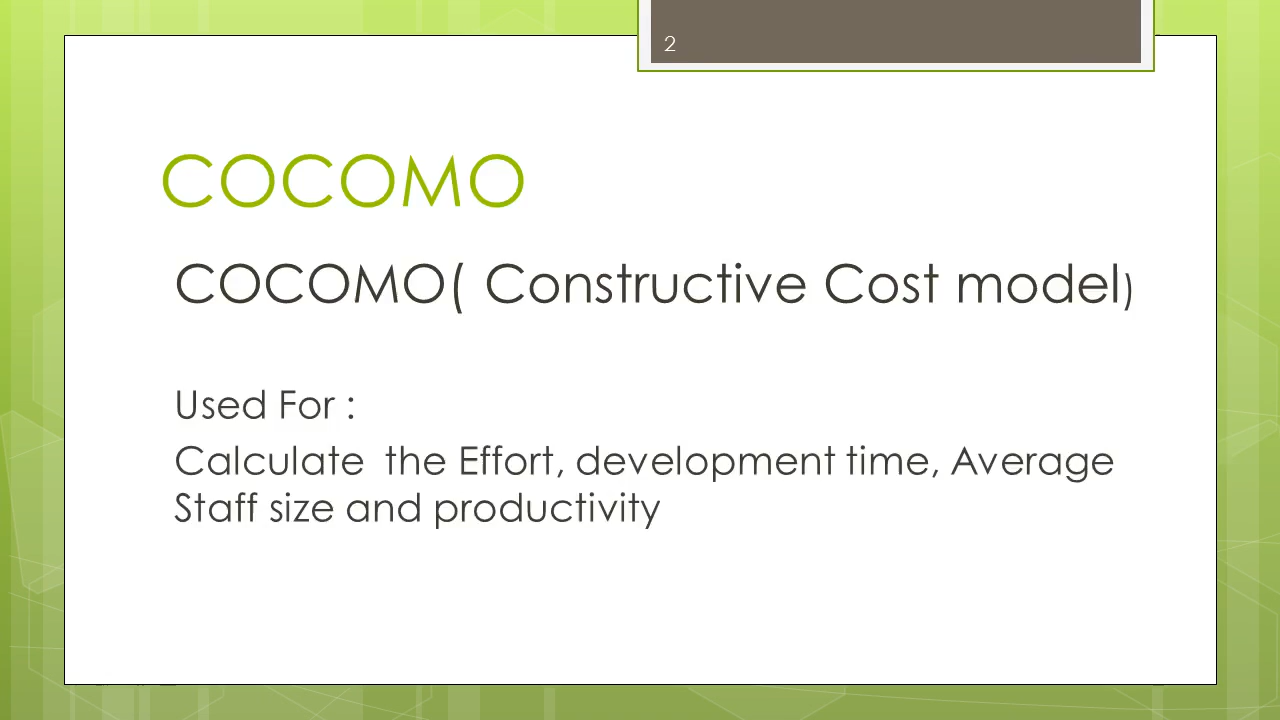 2
COCOMO
COCOMO( Constructive Cost model)
Used For :
Calculate  the Effort, development time, Average
Staff size and productivity